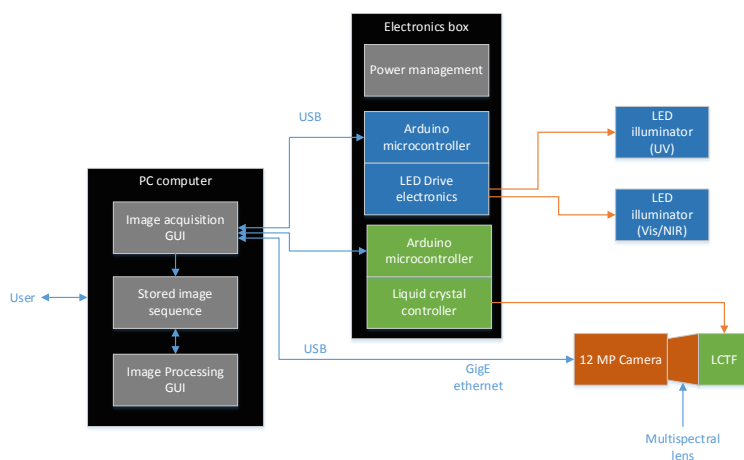 Electronics box
Power management
USB
Arduino
microcontroller
LED Drive
electronics
LED
illuminator
(UV)
PC computer
Image acquisition
GUI
LED
illuminator
(Vis/NIR)
Arduino
microcontroller
User
Stored image
sequence
Liquid crystal
controller
USB
Image Processing
GUI
GigE
ethernet
12 MP Camera
LCTF
Multispectral
lens